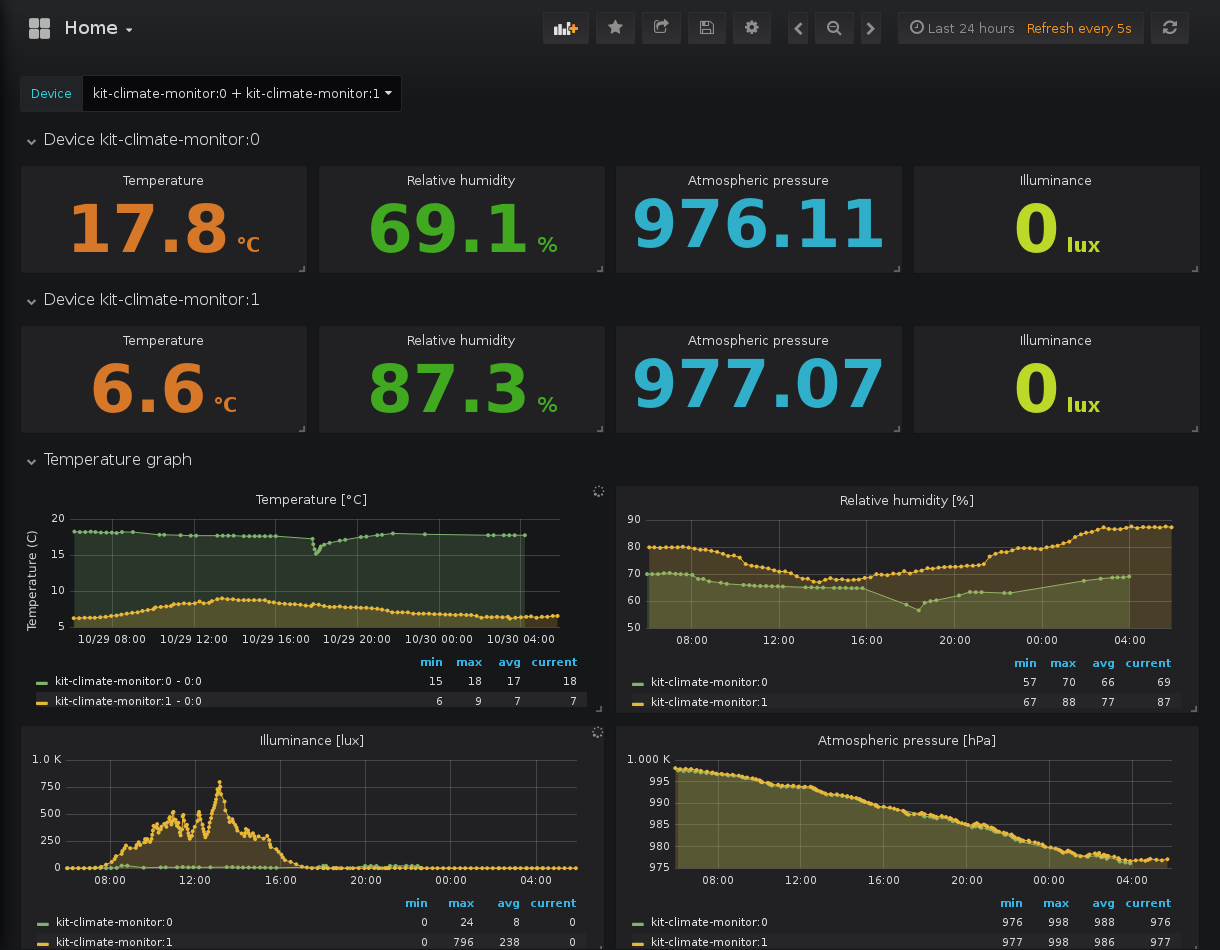 Home
Last 24 hours Refresh every 5s
Device kit-climate-monitor:0 + kit-climate-monitor:1
Device kit-climate-monitor:0
Temperature
17.8 °C
Relative humidity
69.1 %
Atmospheric pressure
976.11
Illuminance
0 lux
Device kit-climate-monitor:1
Temperature
6.6 °C
Relative humidity
87.3 %
Atmospheric pressure
977.07
Illuminance
0 lux
Temperature graph
Temperature [°C]
Temperature (C)
20
15
10
5
10/29 08:00 10/29 12:00 10/29 16:00 10/29 20:00 10/30 00:00 10/30 04:00
min max avg current
kit-climate-monitor:0 - 0:0 15 18 17 18
kit-climate-monitor:1 - 0:0 6 9 7 7
Relative humidity [%]
90
80
70
60
50
08:00 12:00 16:00 20:00 00:00 04:00
min max avg current
kit-climate-monitor:0 57 70 66 69
kit-climate-monitor:1 67 88 77 87
Illuminance [lux]
1.0 K
750
500
250
0
08:00 12:00 16:00 20:00 00:00 04:00
min max avg current
kit-climate-monitor:0 0 24 8 0
kit-climate-monitor:1 0 796 238 0
Atmospheric pressure [hPa]
1.000 K
995
990
985
980
975
08:00 12:00 16:00 20:00 00:00 04:00
min max avg current
kit-climate-monitor:0 976 998 988 976
kit-climate-monitor:1 977 998 986 977